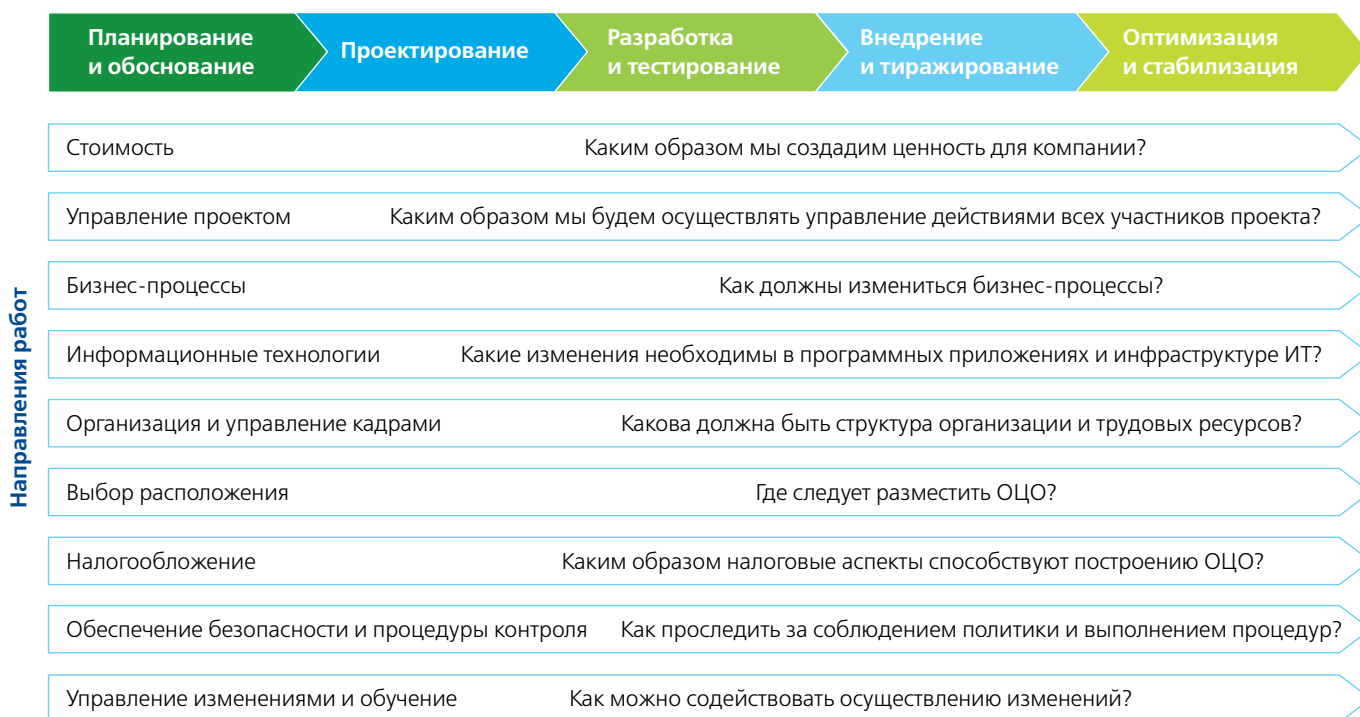 Планирование
и обоснование
Проектирование
Разработка
и тестирование
Внедрение
и тиражирование
Оптимизация
и стабилизация
Направления работ
Стоимость Каким образом мы создадим ценность для компании?
Управление проектом Каким образом мы будем осуществлять управление действиями всех участников проекта?
Бизнес-процессы Как должны измениться бизнес-процессы?
Информационные технологии Какие изменения необходимы в программных приложениях и инфраструктуре ИТ?
Организация и управление кадрами Какова должна быть структура организации и трудовых ресурсов?
Выбор расположения Где следует разместить ОЦО?
Налогообложение Каким образом налоговые аспекты способствуют построению ОЦО?
Обеспечение безопасности и процедуры контроля Как проследить за соблюдением политики и выполнением процедур?
Управление изменениями и обучение Как можно содействовать осуществлению изменений?